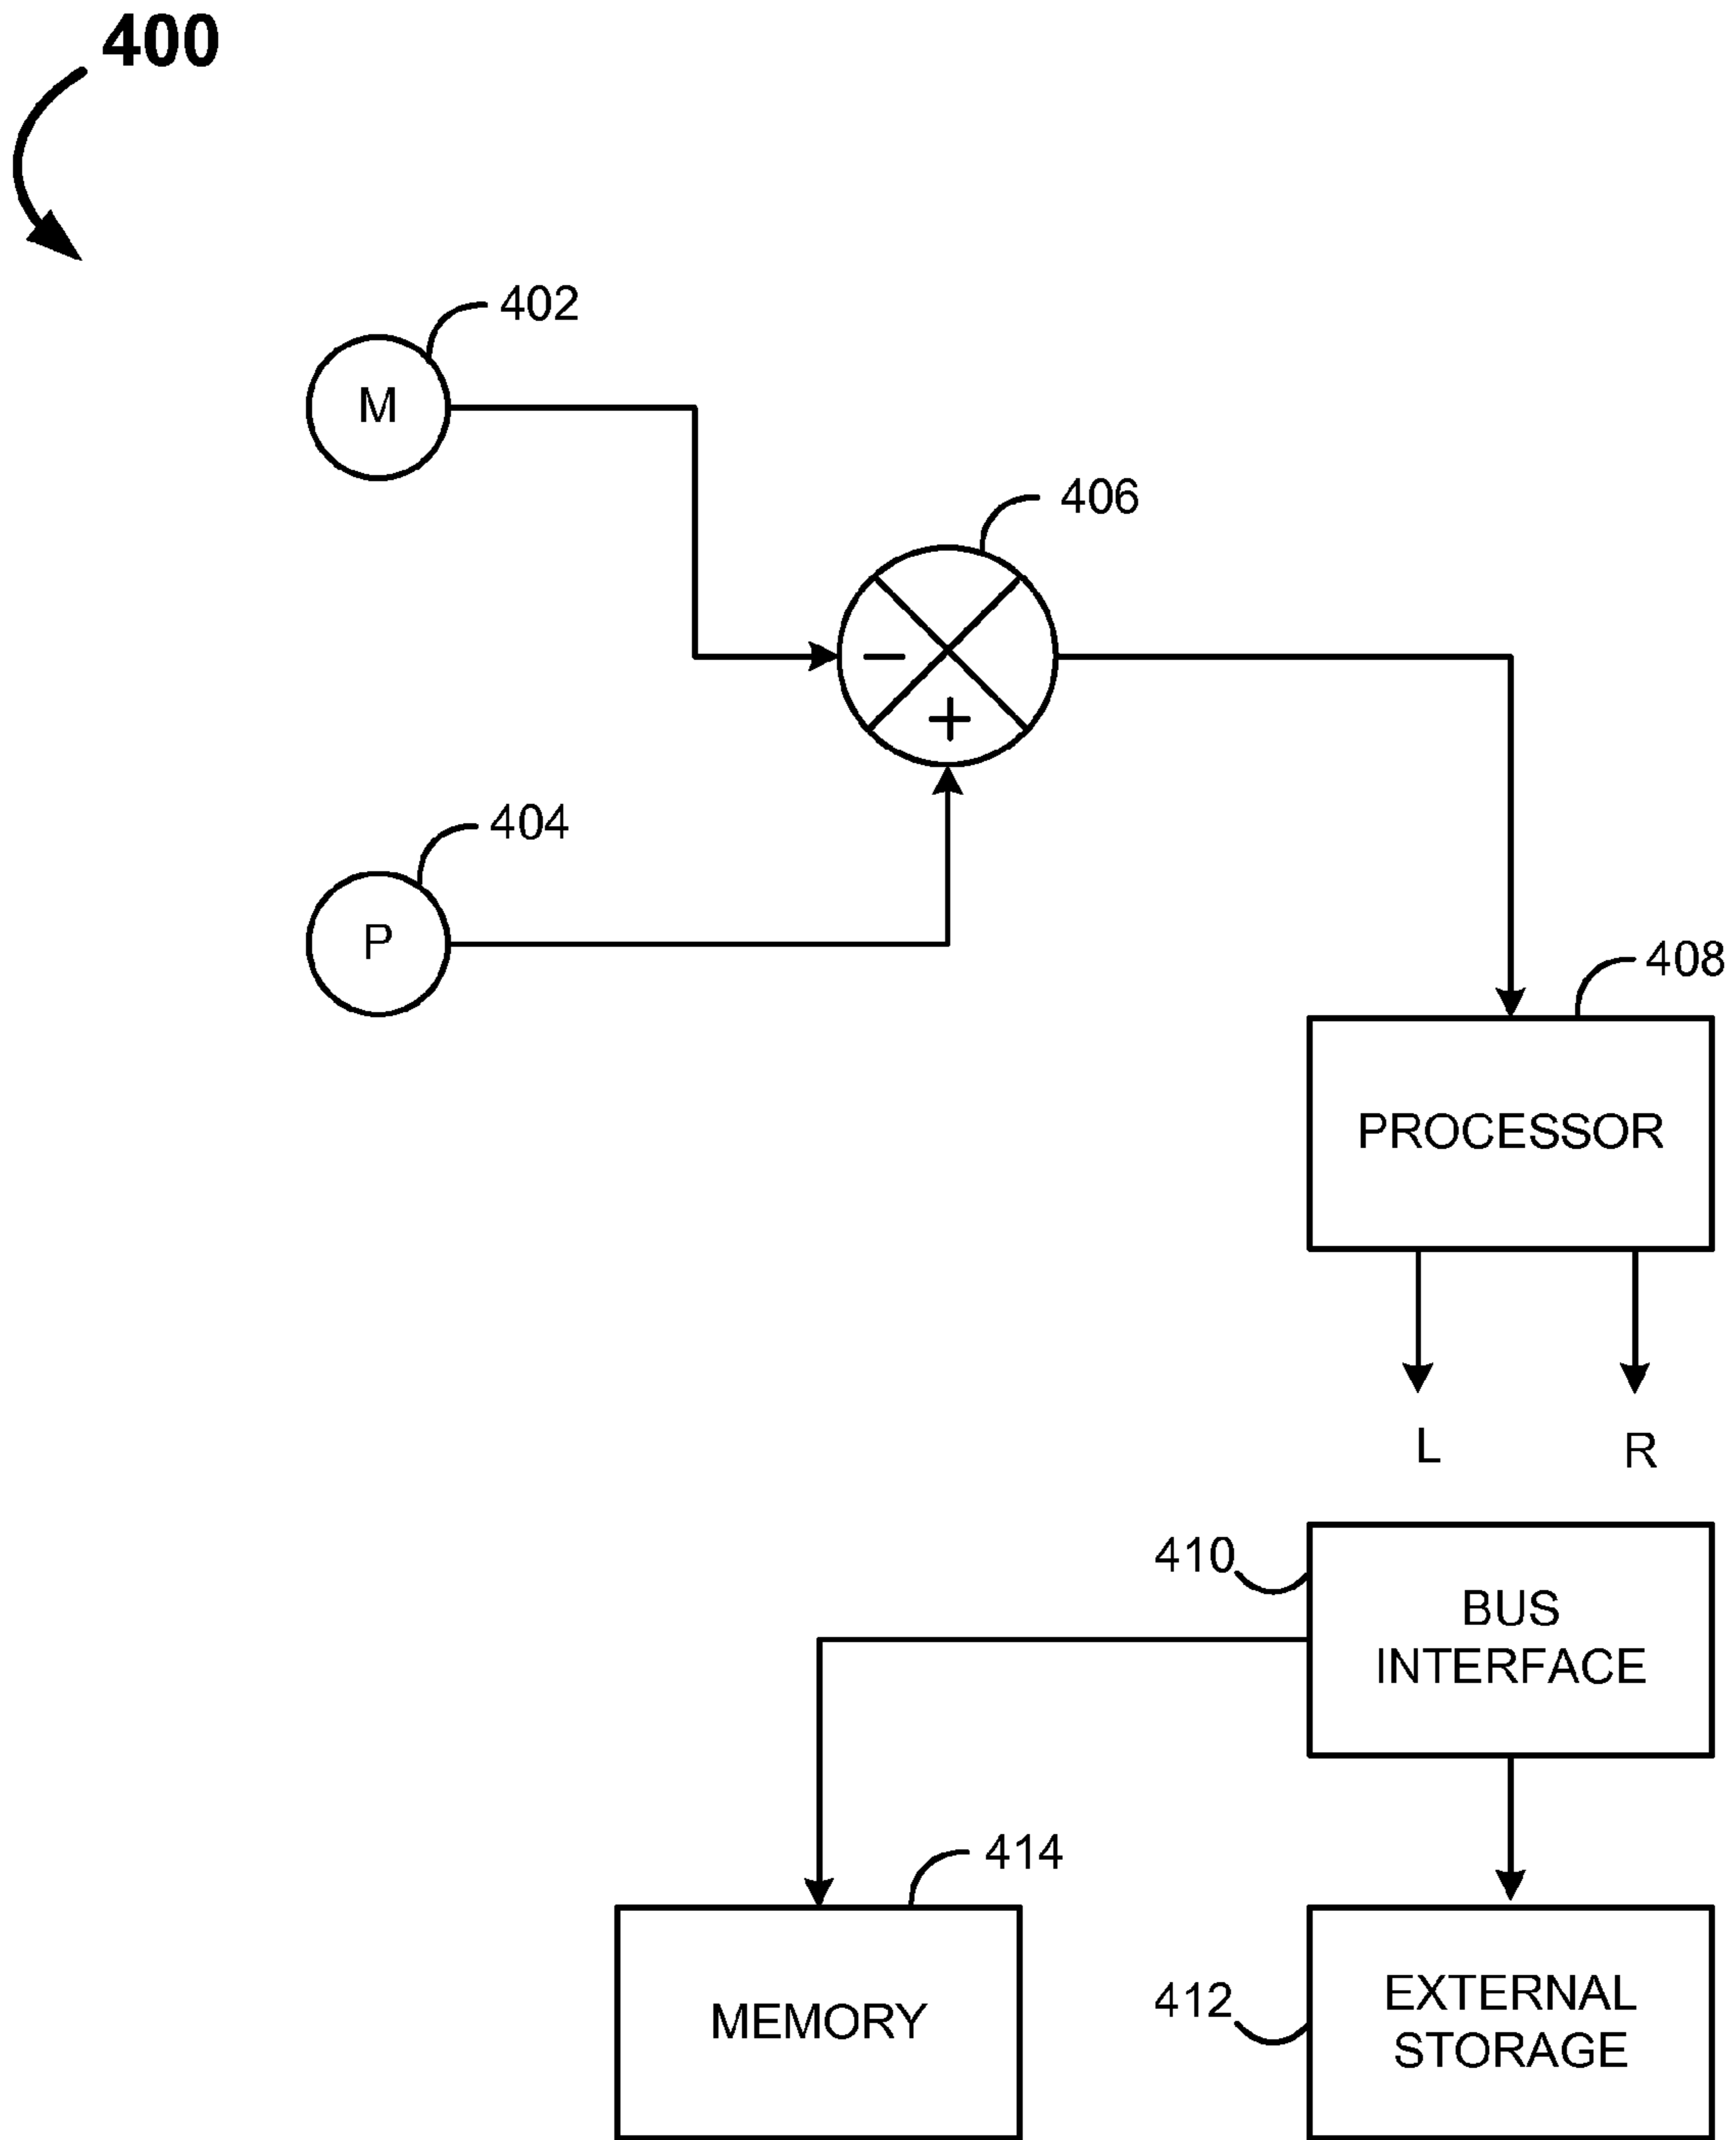 400
402
M
406
−
+
404
P
408
PROCESSOR
L R
410
BUS
INTERFACE
414
MEMORY
412
EXTERNAL
STORAGE